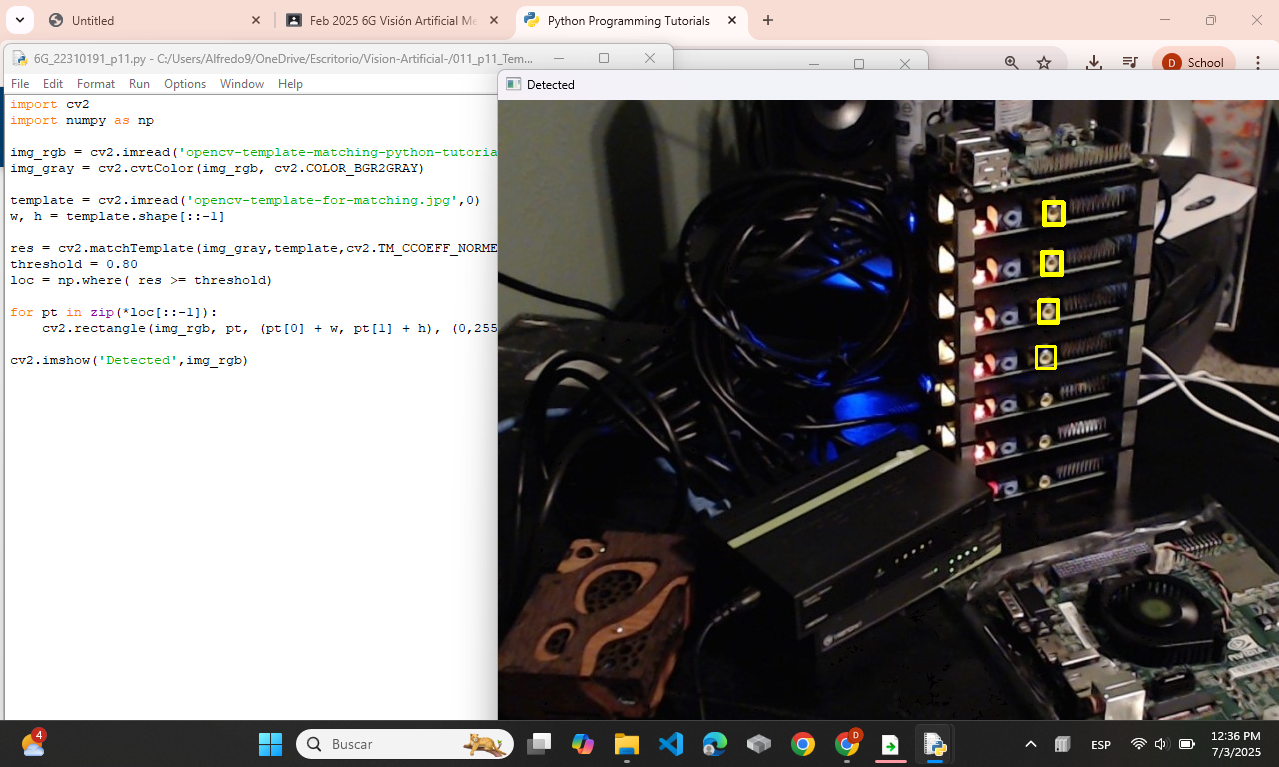 Untitled
Feb 2025 6G Visión Artificial Me
Python Programming Tutorials
6G_22310191_p11.py - C:/Users/Alfredo9/OneDrive/Escritorio/Vision-Artificial-/011_p11_Tem...
D
School
File Edit Format Run Options Window Help
Detected
import cv2
import numpy as np
img_rgb = cv2.imread('opencv-template-matching-python-tutoria
img_gray = cv2.cvtColor(img_rgb, cv2.COLOR_BGR2GRAY)
template = cv2.imread('opencv-template-for-matching.jpg',0)
w, h = template.shape[::-1]
res = cv2.matchTemplate(img_gray,template,cv2.TM_CCOEFF_NORME
threshold = 0.80
loc = np.where( res >= threshold)
for pt in zip(*loc[::-1]):
    cv2.rectangle(img_rgb, pt, (pt[0] + w, pt[1] + h), (0,255
cv2.imshow('Detected',img_rgb)
4
Buscar
D
ESP
12:36 PM
7/3/2025